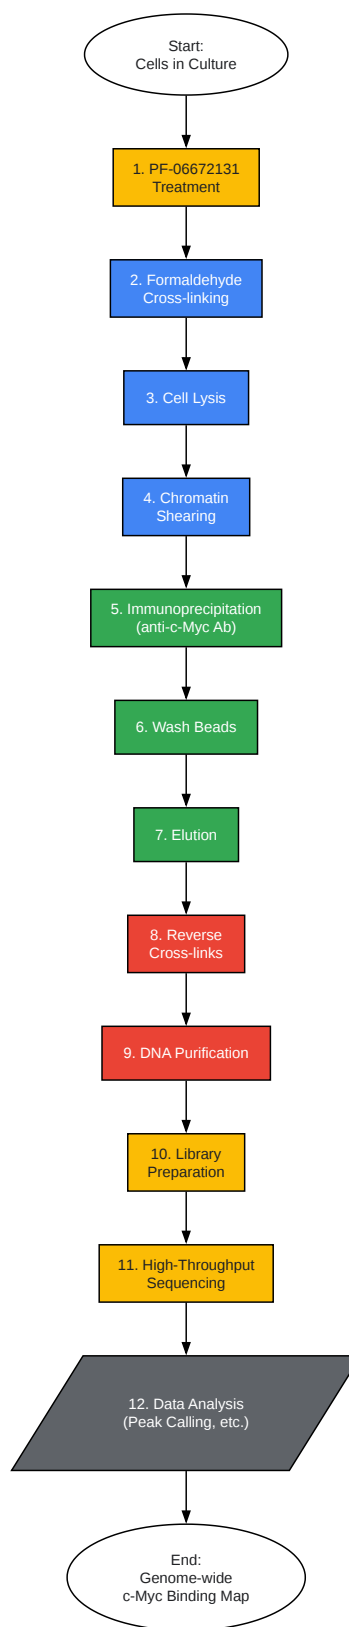 Start:
Cells in Culture
1. PF-06672131
Treatment
2. Formaldehyde
Cross-linking
3. Cell Lysis
4. Chromatin
Shearing
5. Immunoprecipitation
(anti-c-Myc Ab)
6. Wash Beads
7. Elution
8. Reverse
Cross-links
9. DNA Purification
10. Library
Preparation
11. High-Throughput
Sequencing
12. Data Analysis
(Peak Calling, etc.)
End:
Genome-wide
c-Myc Binding Map